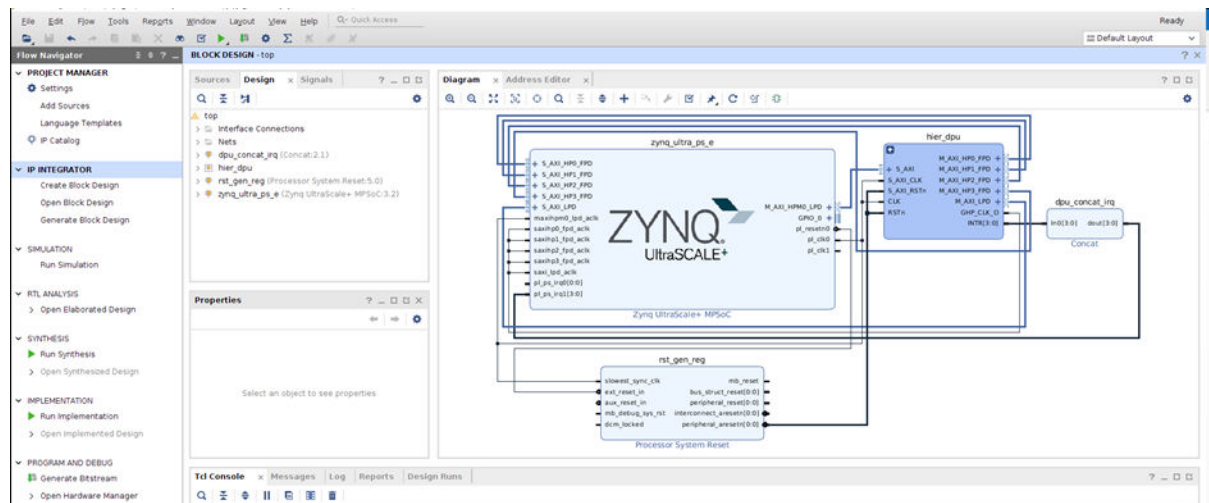 File Edit Flow Tools Reports Window Layout View Help Q- Quick Access Ready
Default Layout
Flow Navigator ? _ BLOCK DESIGN - top ? x
PROJECT MANAGER
Settings
Add Sources
Language Templates
IP Catalog
IP INTEGRATOR
Create Block Design
Open Block Design
Generate Block Design
SIMULATION
Run Simulation
RTL ANALYSIS
Open Elaborated Design
SYNTHESIS
Run Synthesis
Open Synthesized Design
IMPLEMENTATION
Run Implementation
Open Implemented Design
PROGRAM AND DEBUG
Generate Bitstream
Open Hardware Manager
Sources Design x Signals
top
Interface Connections
Nets
dpu_concat_irq (Concat:2.1)
hier_dpu
rst_gen_reg (Processor System Reset:5.0)
zynq_ultra_ps_e (Zynq UltraScale+ MPSoC:3.2)
Properties
Select an object to see properties
Diagram x Address Editor x
zynq_ultra_ps_e
S_AXI_HP0_FPD
S_AXI_HP1_FPD
S_AXI_HP2_FPD
S_AXI_HP3_FPD
S_AXI_LPD
maxihpm0_lpd_aclk
saxihp0_fpd_aclk
saxihp1_fpd_aclk
saxihp2_fpd_aclk
saxihp3_fpd_aclk
saxi_lpd_aclk
pl_ps_irq0[0:0]
pl_ps_irq1[3:0]
ZYNQ
UltraSCALE+
M_AXI_HPM0_LPD
GPIO_0
pl_resetn0
pl_clk0
pl_clk1
Zynq UltraScale+ MPSoC
hier_dpu
S_AXI
S_AXI_CLK
S_AXI_RSTn
CLK
RSTn
M_AXI_HP0_FPD
M_AXI_HP1_FPD
M_AXI_HP2_FPD
M_AXI_HP3_FPD
M_AXI_LPD
GHP_CLK_O
INTR[3:0]
dpu_concat_irq
In0[3:0] dout[3:0]
Concat
rst_gen_reg
slowest_sync_clk
ext_reset_in
aux_reset_in
mb_debug_sys_rst
dcm_locked
mb_reset
bus_struct_reset[0:0]
peripheral_reset[0:0]
interconnect_aresetn[0:0]
peripheral_aresetn[0:0]
Processor System Reset
Tcl Console x Messages Log Reports Design Runs